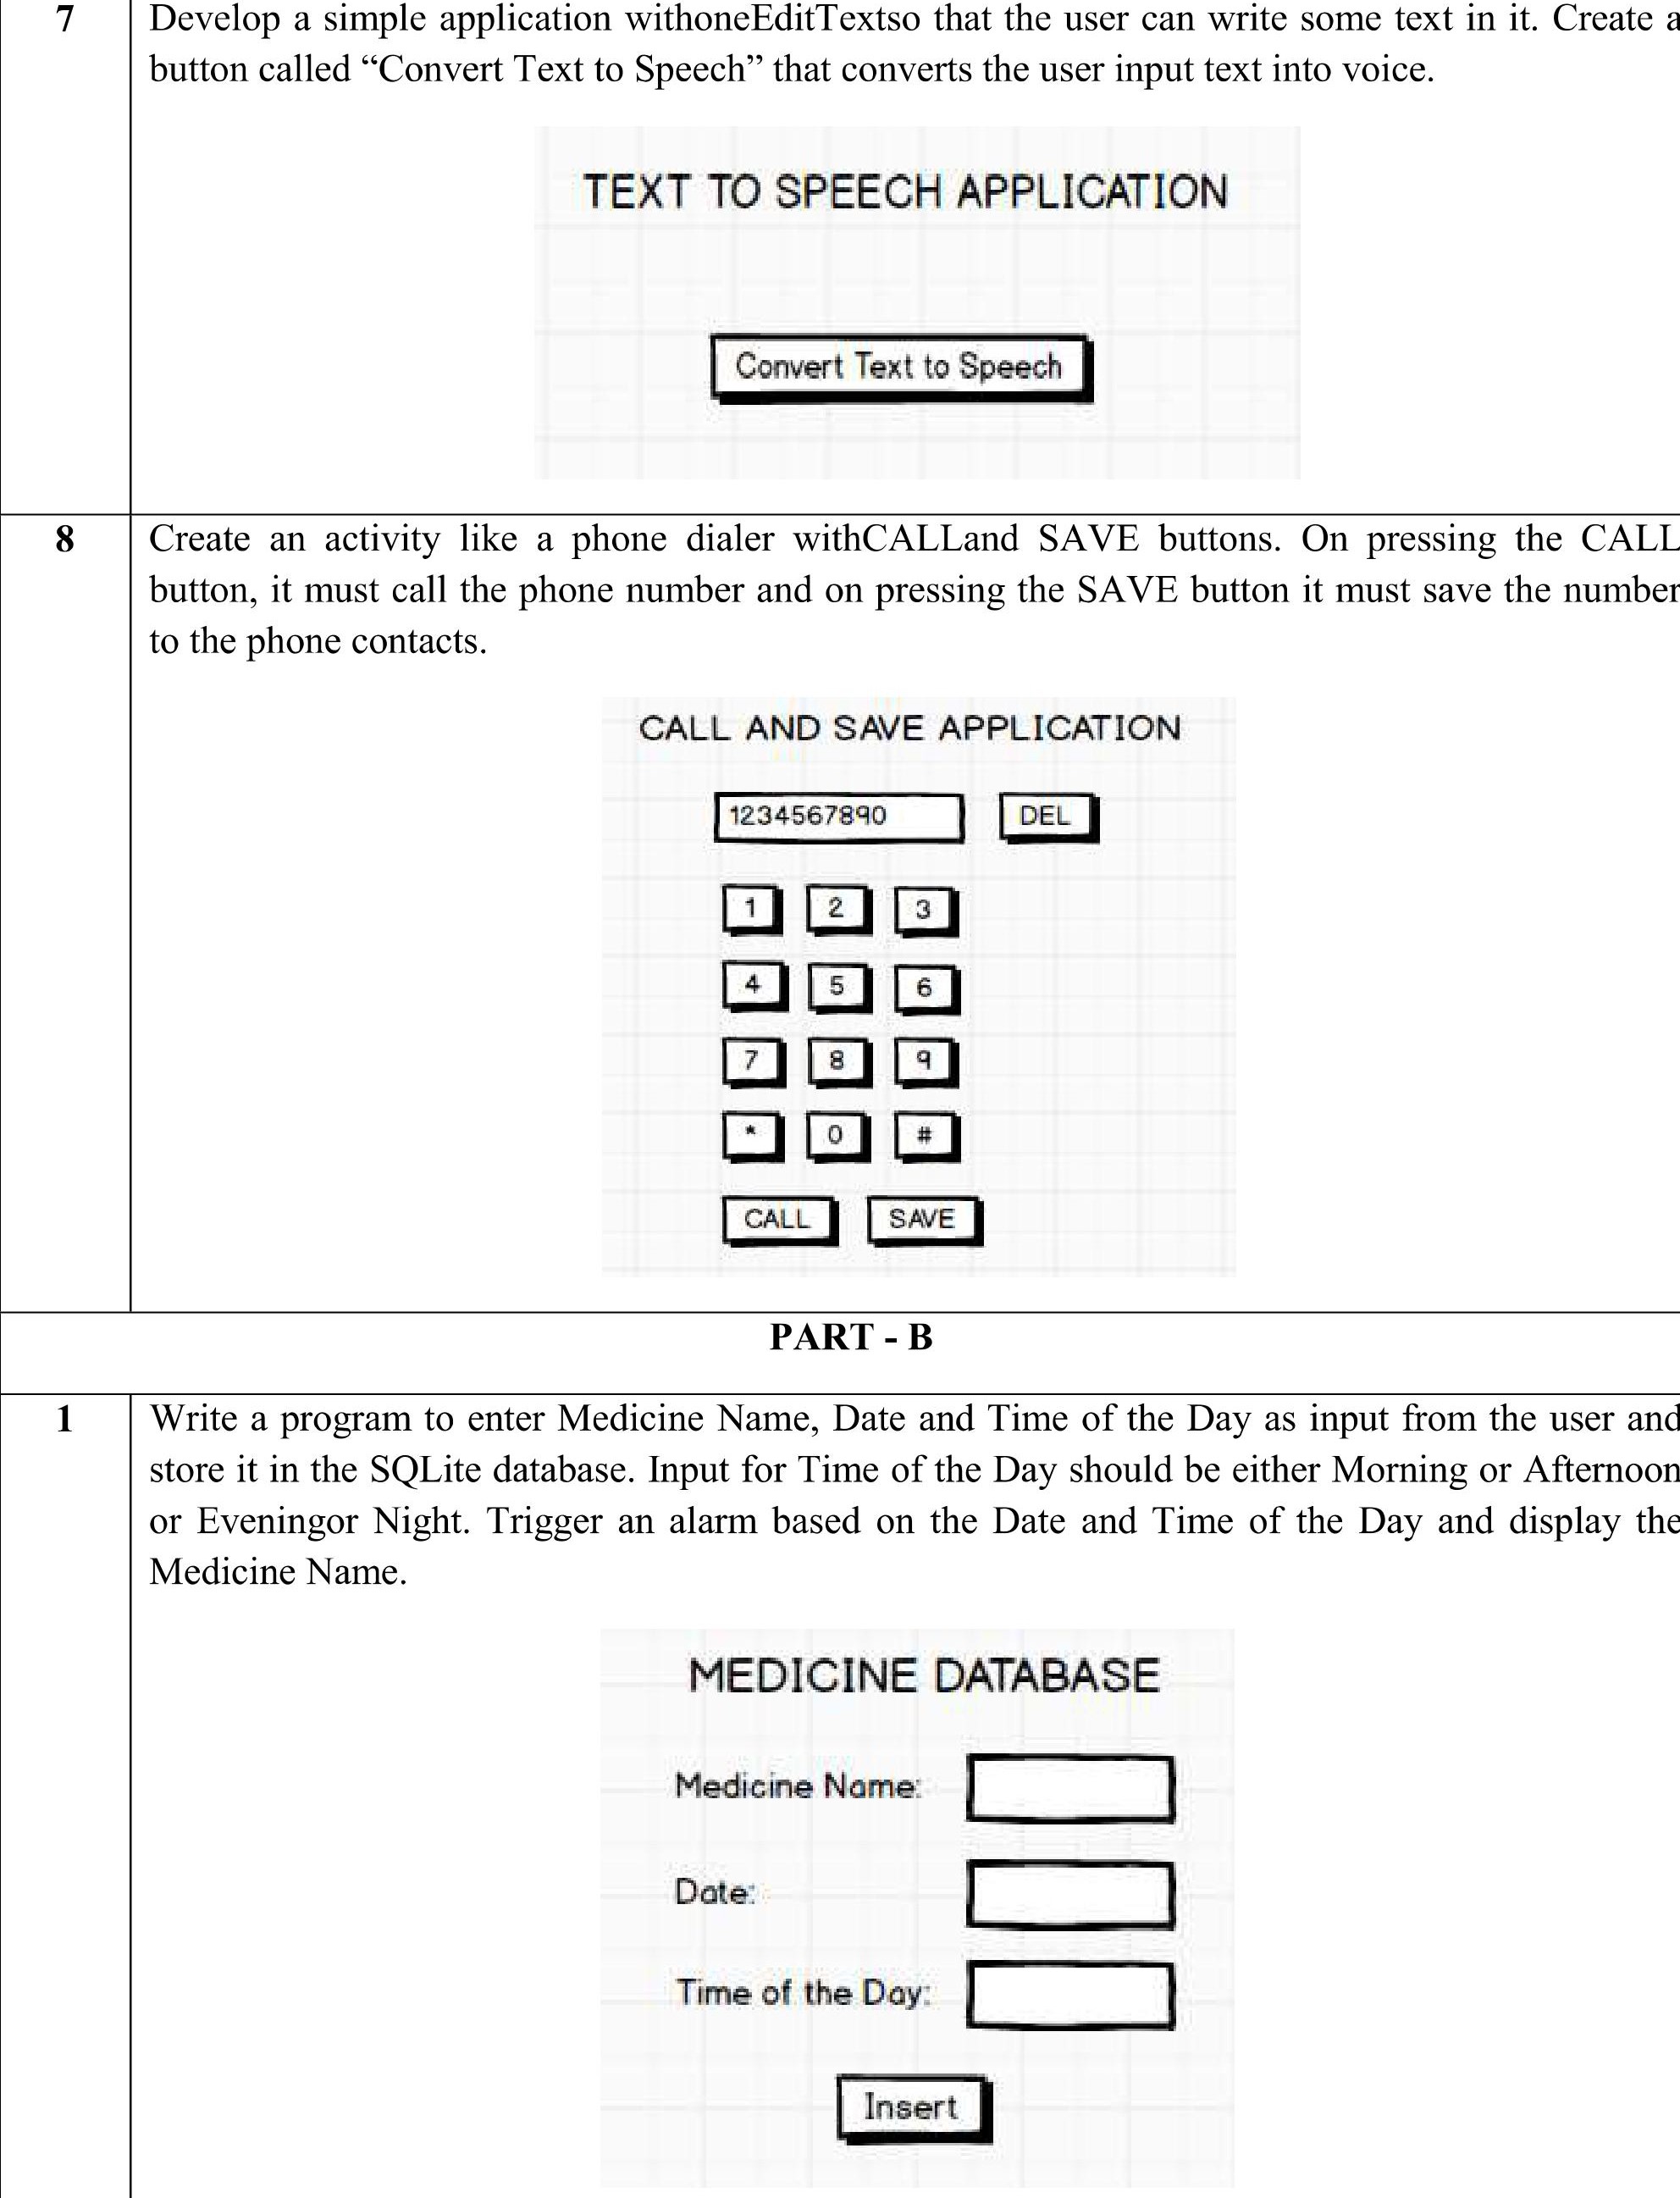 7 Develop a simple application withoneEditTextso that the user can write some text in it. Create a
button called “Convert Text to Speech” that converts the user input text into voice.
TEXT TO SPEECH APPLICATION
Convert Text to Speech
8 Create an activity like a phone dialer withCALLand SAVE buttons. On pressing the CALL
button, it must call the phone number and on pressing the SAVE button it must save the number
to the phone contacts.
CALL AND SAVE APPLICATION
1234567890 DEL
1 2 3
4 5 6
7 8 9
* 0 #
CALL SAVE
PART - B
1 Write a program to enter Medicine Name, Date and Time of the Day as input from the user and
store it in the SQLite database. Input for Time of the Day should be either Morning or Afternoon
or Eveningor Night. Trigger an alarm based on the Date and Time of the Day and display the
Medicine Name.
MEDICINE DATABASE
Medicine Name:
Date:
Time of the Day:
Insert